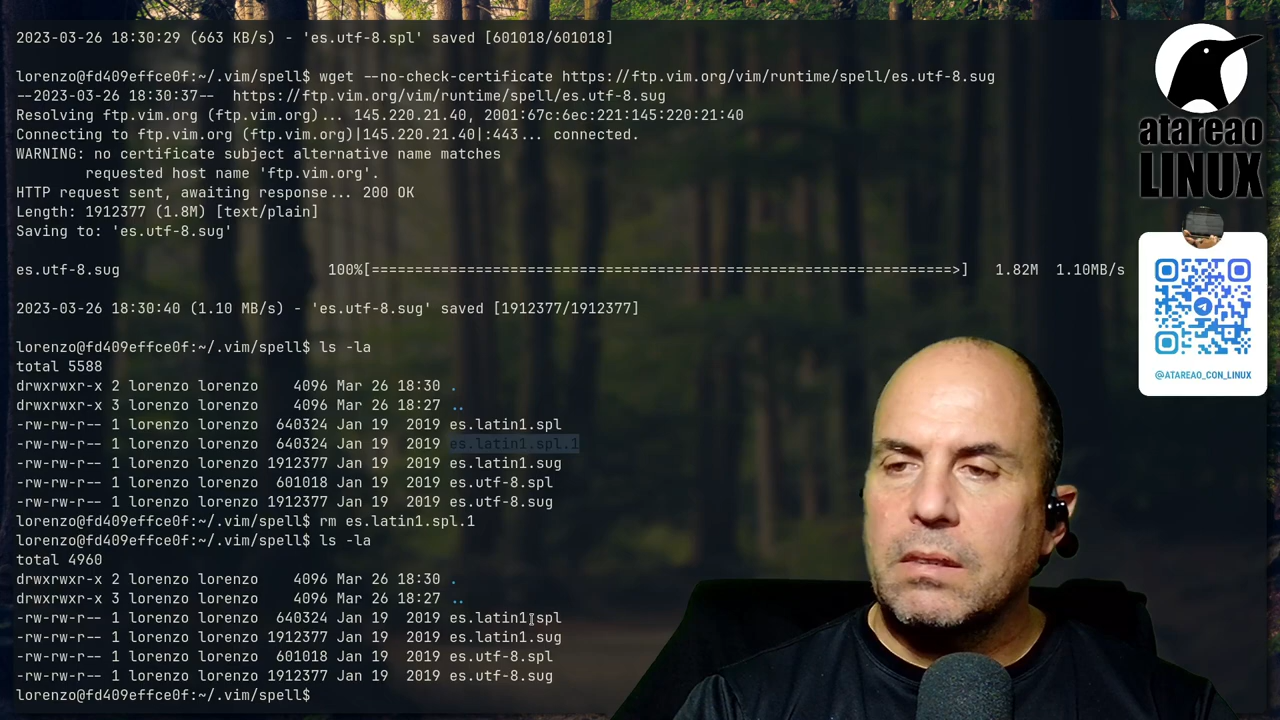 2023-03-26 18:30:29 (663 KB/s) - 'es.utf-8.spl' saved [601018/601018]
lorenzo@fd409effce0f:~/.vim/spell$ wget --no-check-certificate https://ftp.vim.org/vim/runtime/spell/es.utf-8.sug
--2023-03-26 18:30:37--  https://ftp.vim.org/vim/runtime/spell/es.utf-8.sug
Resolving ftp.vim.org (ftp.vim.org)... 145.220.21.40, 2001:67c:6ec:221:145:220:21:40
Connecting to ftp.vim.org (ftp.vim.org)|145.220.21.40|:443... connected.
WARNING: no certificate subject alternative name matches
        requested host name 'ftp.vim.org'.
HTTP request sent, awaiting response... 200 OK
Length: 1912377 (1.8M) [text/plain]
Saving to: 'es.utf-8.sug'
es.utf-8.sug                        100%[===================================================================>]   1.82M  1.10MB/s
2023-03-26 18:30:40 (1.10 MB/s) - 'es.utf-8.sug' saved [1912377/1912377]
lorenzo@fd409effce0f:~/.vim/spell$ ls -la
total 5588
drwxrwxr-x 2 lorenzo lorenzo    4096 Mar 26 18:30 .
drwxrwxr-x 3 lorenzo lorenzo    4096 Mar 26 18:27 ..
-rw-rw-r-- 1 lorenzo lorenzo  640324 Jan 19  2019 es.latin1.spl
-rw-rw-r-- 1 lorenzo lorenzo  640324 Jan 19  2019 es.latin1.spl.1
-rw-rw-r-- 1 lorenzo lorenzo 1912377 Jan 19  2019 es.latin1.sug
-rw-rw-r-- 1 lorenzo lorenzo  601018 Jan 19  2019 es.utf-8.spl
-rw-rw-r-- 1 lorenzo lorenzo 1912377 Jan 19  2019 es.utf-8.sug
lorenzo@fd409effce0f:~/.vim/spell$ rm es.latin1.spl.1
lorenzo@fd409effce0f:~/.vim/spell$ ls -la
total 4960
drwxrwxr-x 2 lorenzo lorenzo    4096 Mar 26 18:30 .
drwxrwxr-x 3 lorenzo lorenzo    4096 Mar 26 18:27 ..
-rw-rw-r-- 1 lorenzo lorenzo  640324 Jan 19  2019 es.latin1.spl
-rw-rw-r-- 1 lorenzo lorenzo 1912377 Jan 19  2019 es.latin1.sug
-rw-rw-r-- 1 lorenzo lorenzo  601018 Jan 19  2019 es.utf-8.spl
-rw-rw-r-- 1 lorenzo lorenzo 1912377 Jan 19  2019 es.utf-8.sug
lorenzo@fd409effce0f:~/.vim/spell$
atareao
LINUX
@ATAREAO_CON_LINUX